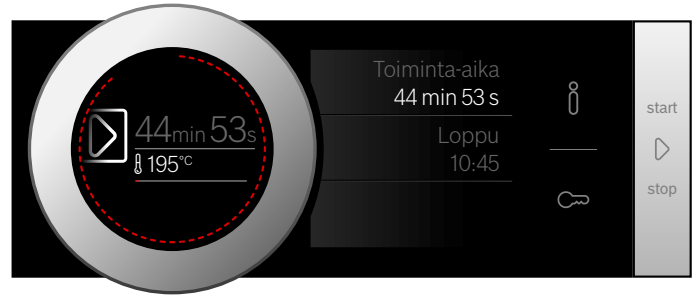 44min 53s
195°C
Toiminta-aika
44 min 53 s
Loppu
10:45
start
stop